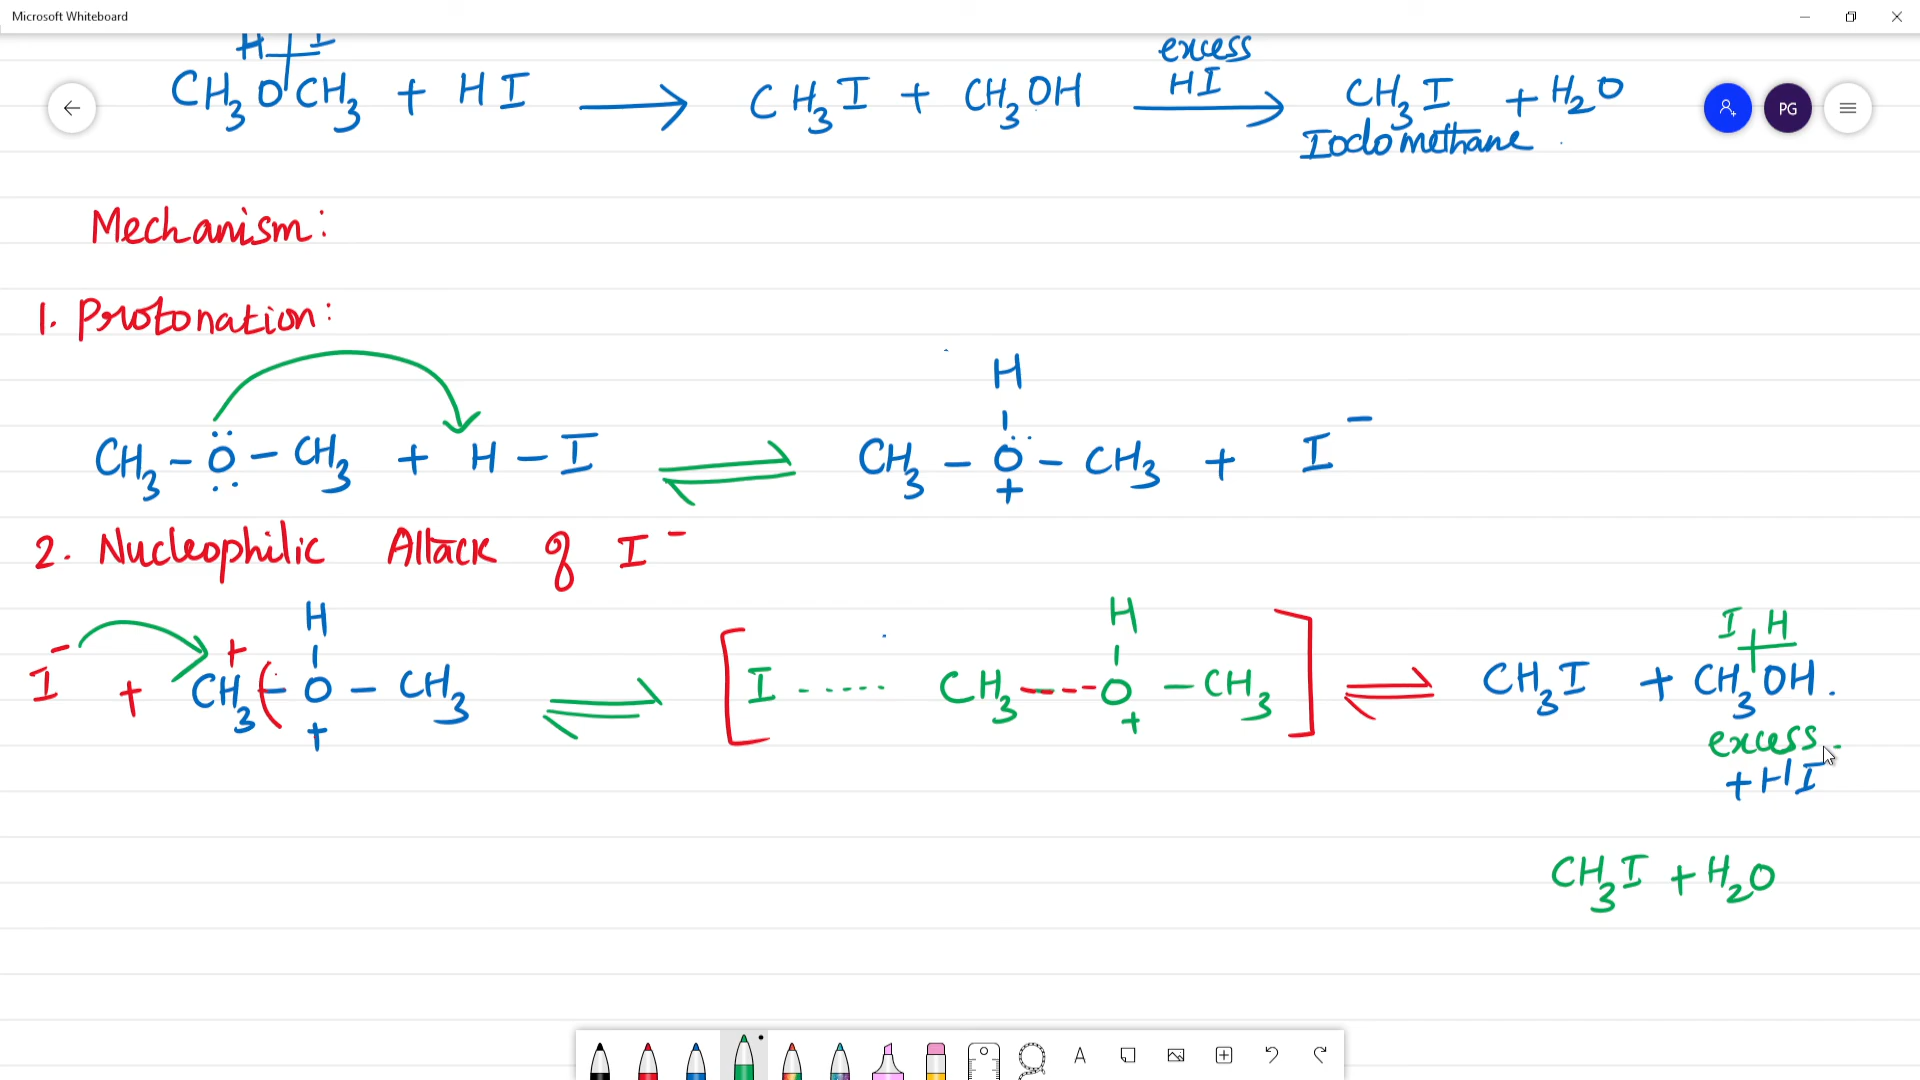 Microsoft Whiteboard
excess
H I
CH3OCH3 + HI → CH3I + CH3OH HI → CH3I + H2O
Iodomethane
PG
Mechanism:
1. Protonation:
H
CH3 - Ö - CH3 + H - I ⇌ CH3 - Ö - CH3 + I⁻
+
2. Nucleophilic Attack of I⁻
H H I H
I⁻ + CH3 - O - CH3 ⇌ [I ------ CH3 ---- O - CH3] ⇌ CH3I + CH3OH.
+ + +
excess
+ HI
CH3I + H2O
A